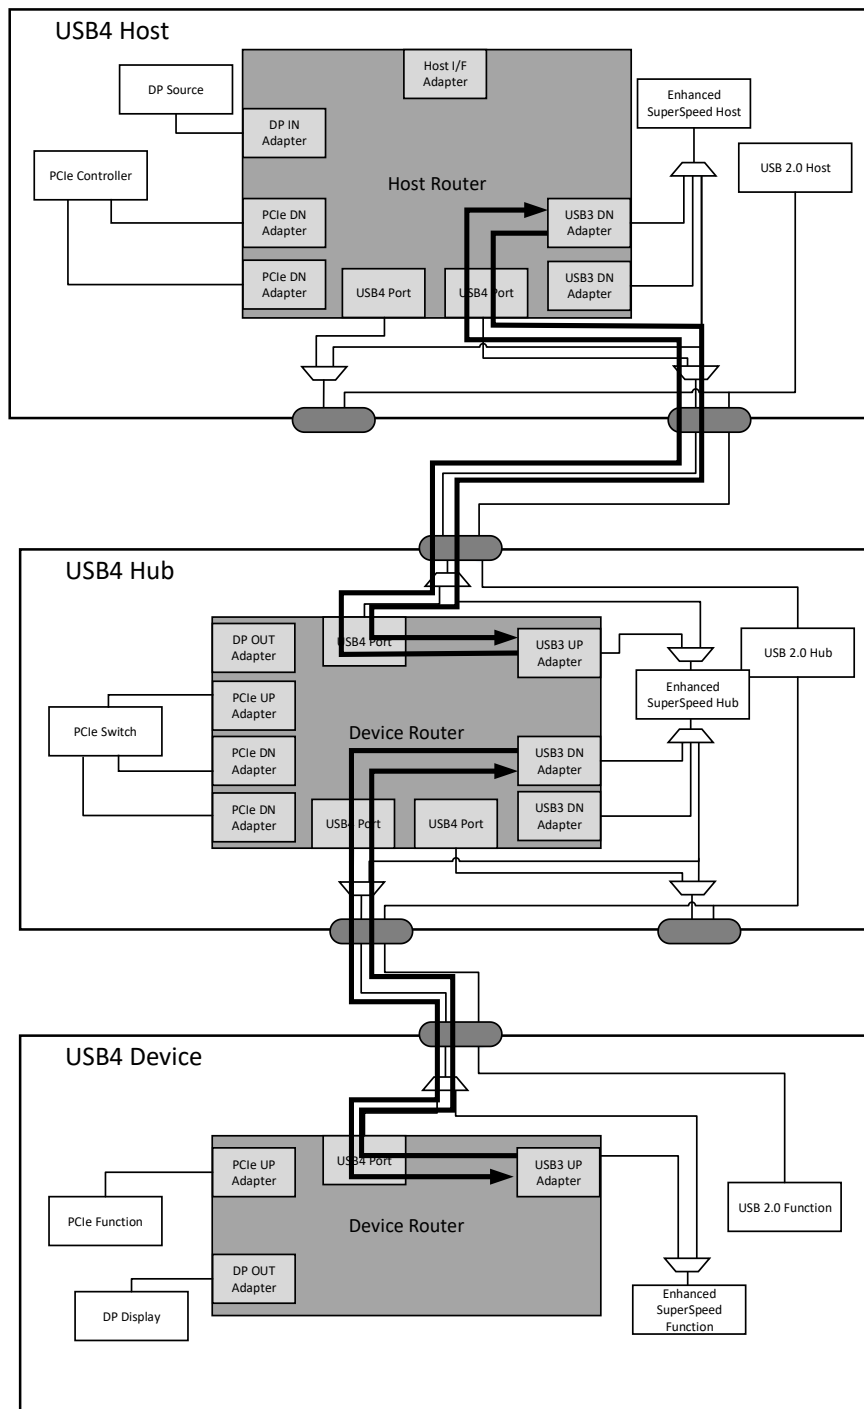 USB4 Host
Host I/F
Adapter
DP Source
Enhanced
SuperSpeed Host
DP IN
Adapter
PCIe Controller
USB 2.0 Host
Host Router
PCIe DN
Adapter
USB3 DN
Adapter
PCIe DN
Adapter
USB4 Port
USB4 Port
USB3 DN
Adapter
USB4 Hub
DP OUT
Adapter
USB4 Port
USB3 UP
Adapter
USB 2.0 Hub
PCIe UP
Adapter
Enhanced
SuperSpeed Hub
PCIe Switch
Device Router
PCIe DN
Adapter
USB3 DN
Adapter
PCIe DN
Adapter
USB4 Port
USB4 Port
USB3 DN
Adapter
USB4 Device
PCIe UP
Adapter
USB4 Port
USB3 UP
Adapter
PCIe Function
USB 2.0 Function
Device Router
DP OUT
Adapter
DP Display
Enhanced
SuperSpeed
Function